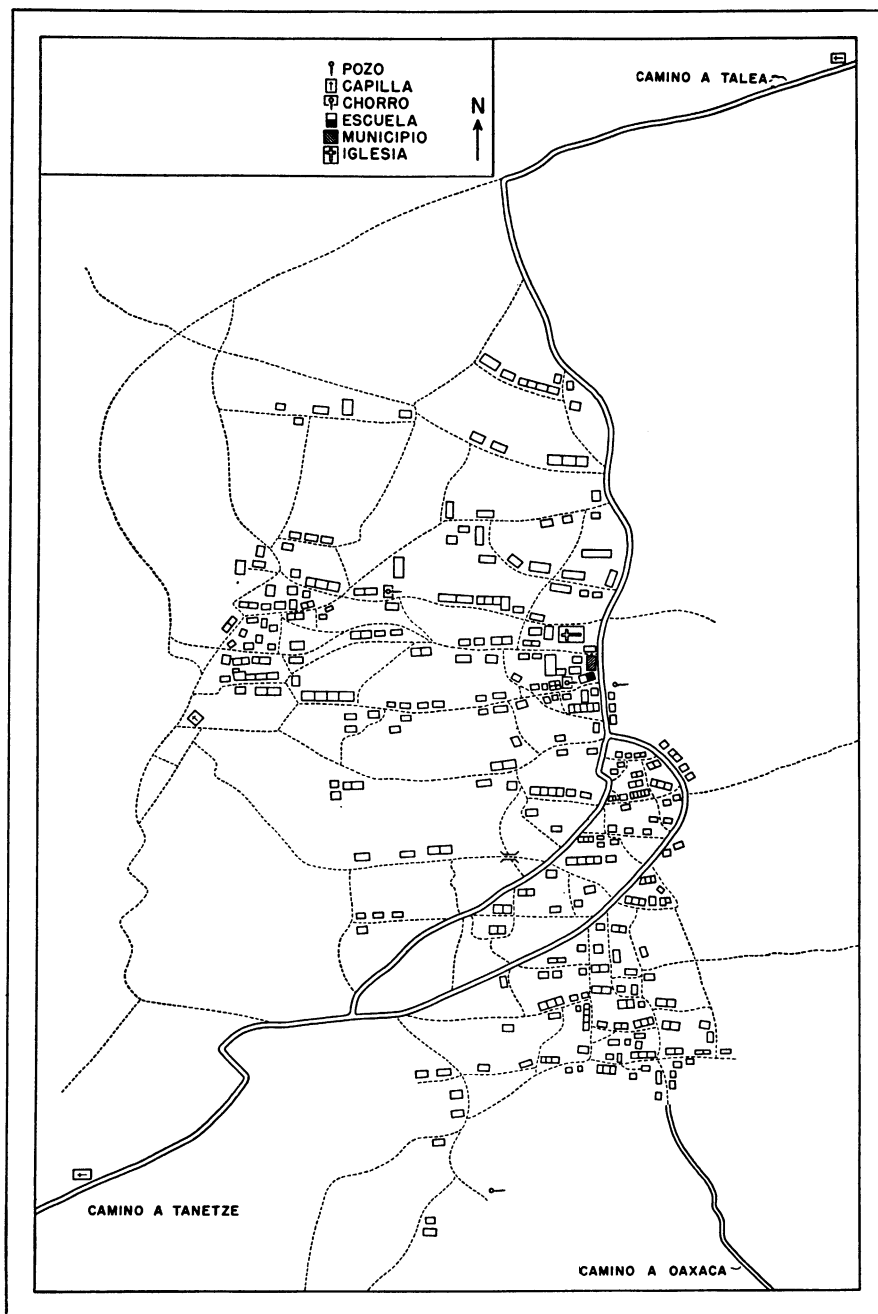 POZO
CAPILLA
CHORRO
ESCUELA
MUNICIPIO
IGLESIA
N
CAMINO A TALEA
CAMINO A TANETZE
CAMINO A OAXACA